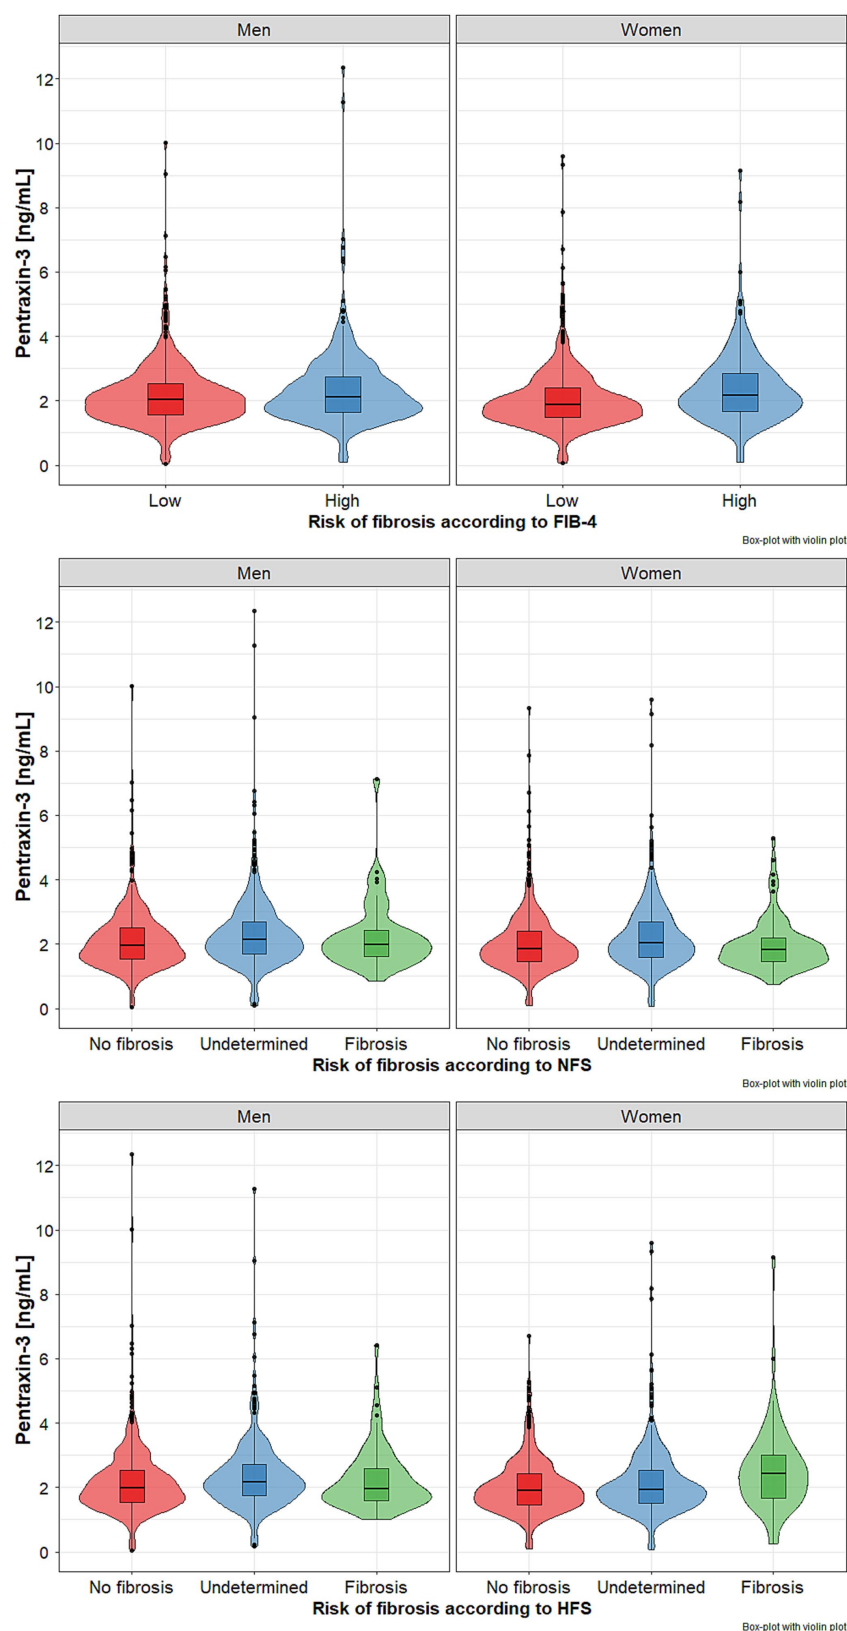 Men Women
Pentraxin-3 [ng/mL]
12
10
8
6
4
2
0
Low High Low High
Risk of fibrosis according to FIB-4
Box-plot with violin plot
Men Women
Pentraxin-3 [ng/mL]
12
10
8
6
4
2
0
No fibrosis Undetermined Fibrosis No fibrosis Undetermined Fibrosis
Risk of fibrosis according to NFS
Box-plot with violin plot
Men Women
Pentraxin-3 [ng/mL]
12
10
8
6
4
2
0
No fibrosis Undetermined Fibrosis No fibrosis Undetermined Fibrosis
Risk of fibrosis according to HFS
Box-plot with violin plot